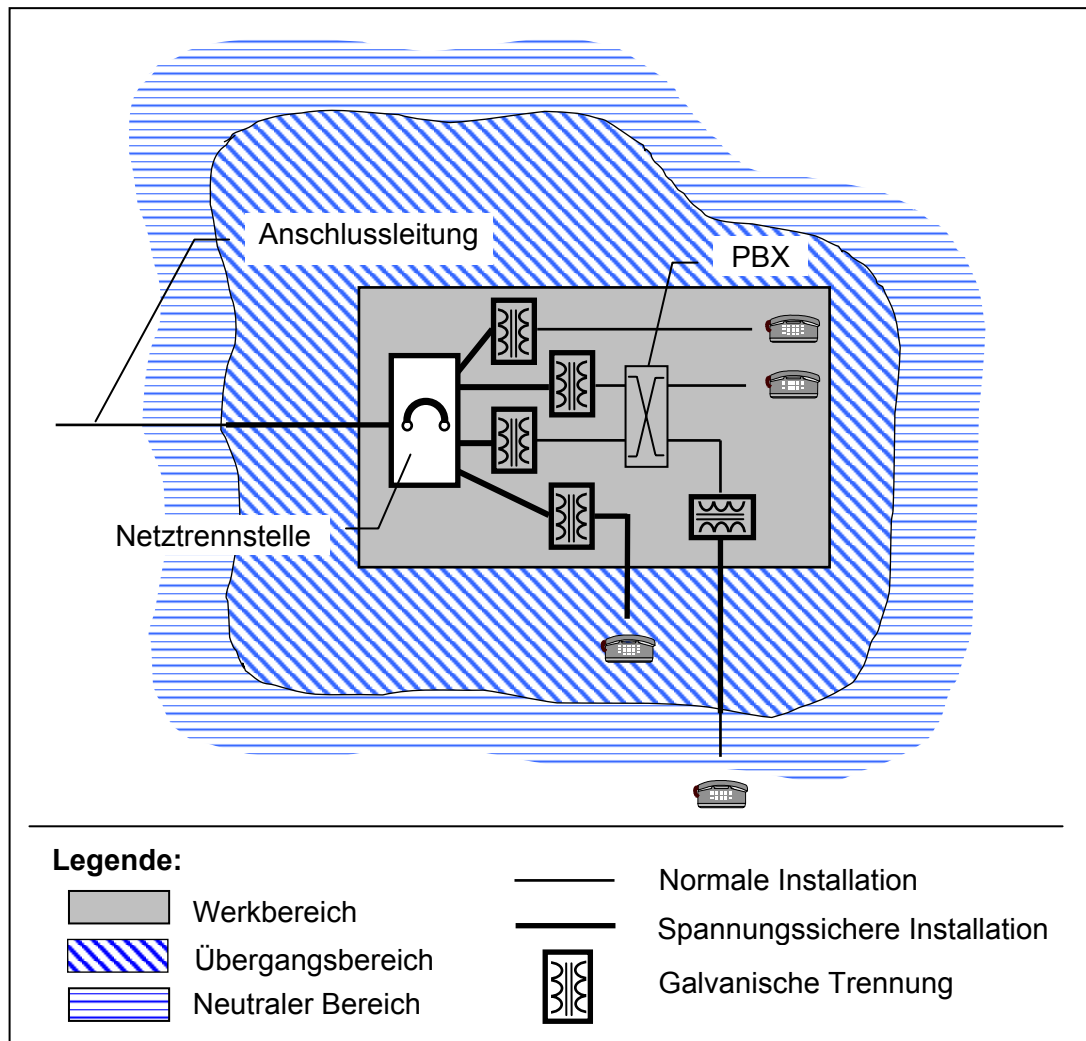 Anschlussleitung
PBX
Netztrennstelle
Legende:
Werkbereich
Übergangsbereich
Neutraler Bereich
Normale Installation
Spannungssichere Installation
Galvanische Trennung